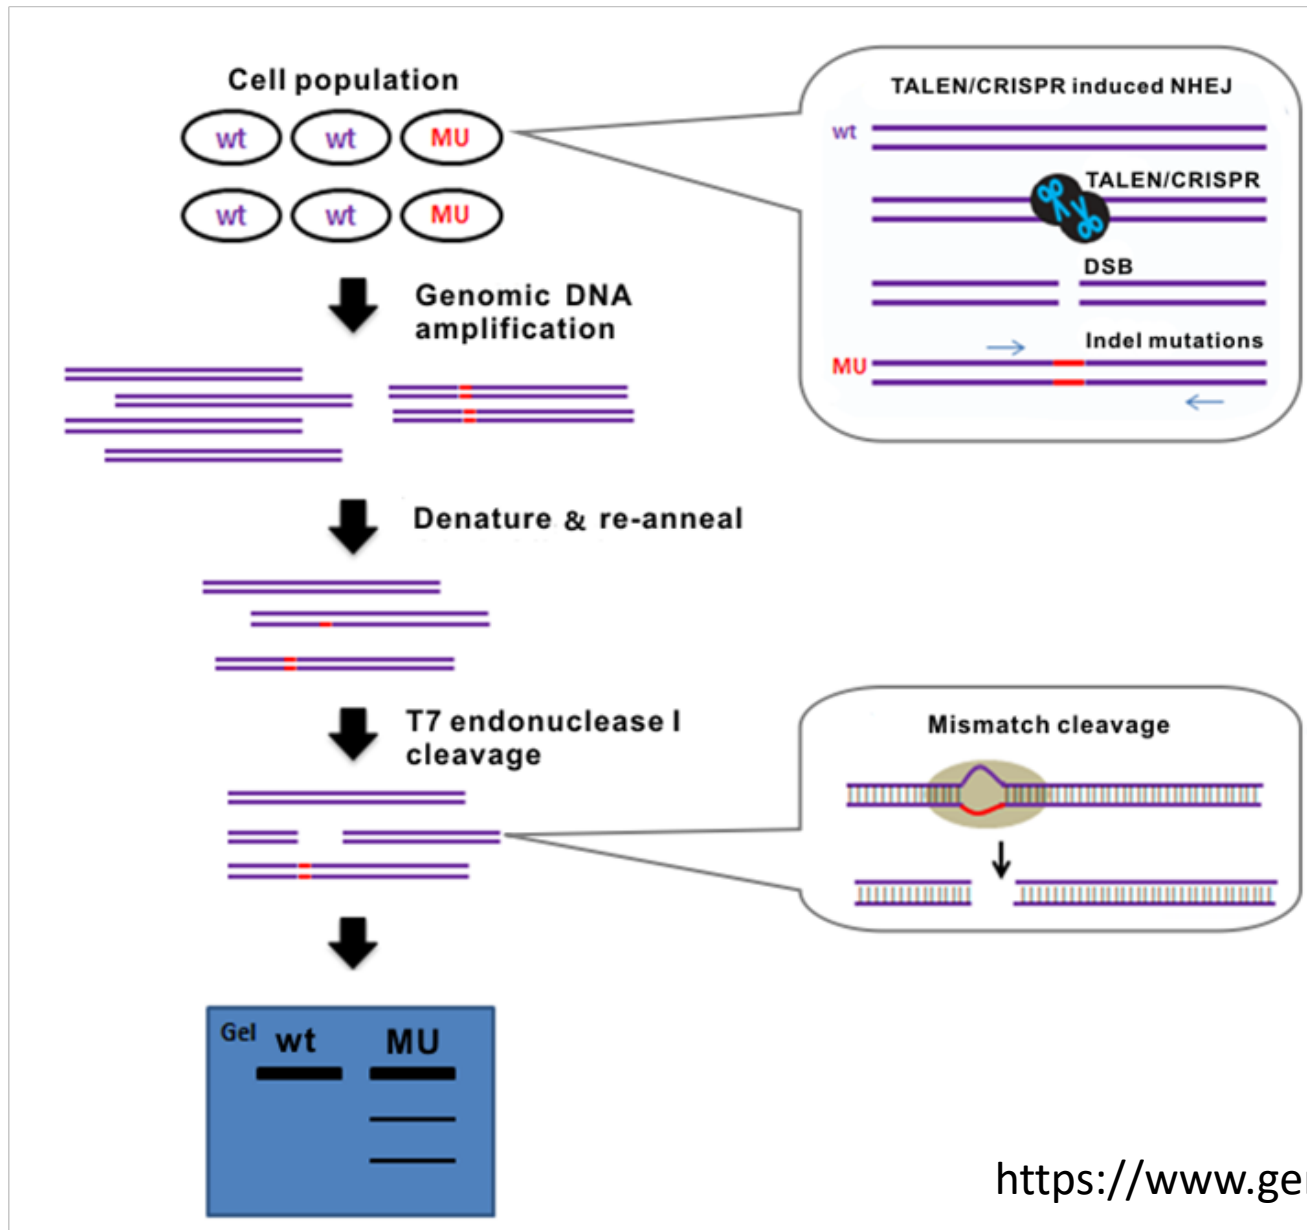 Cell population
wt wt MU
wt wt MU
Genomic DNA
amplification
Denature & re-anneal
T7 endonuclease I
cleavage
Gel wt MU
TALEN/CRISPR induced NHEJ
wt
TALEN/CRISPR
DSB
Indel mutations
MU
Mismatch cleavage
https://www.ge